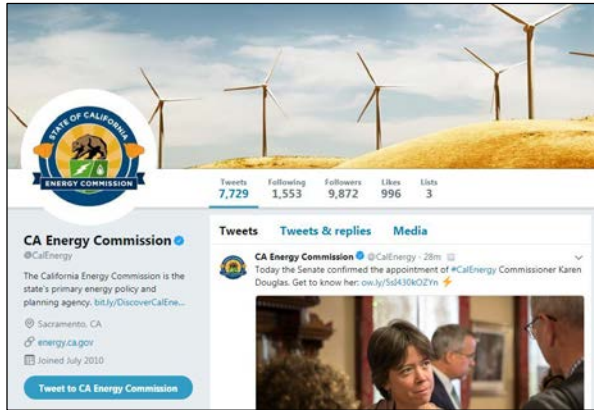 STATE OF CALIFORNIA
ENERGY COMMISSION
Tweets Following Followers Likes Lists
7,729 1,553 9,872 996 3
CA Energy Commission
@CalEnergy
The California Energy Commission is the
state's primary energy policy and
planning agency. bit.ly/DiscoverCalEne...
Sacramento, CA
energy.ca.gov
Joined July 2010
Tweet to CA Energy Commission
Tweets Tweets & replies Media
CA Energy Commission @CalEnergy · 28m
Today the Senate confirmed the appointment of #CalEnergy Commissioner Karen
Douglas. Get to know her: ow.ly/5sI430kOZYn